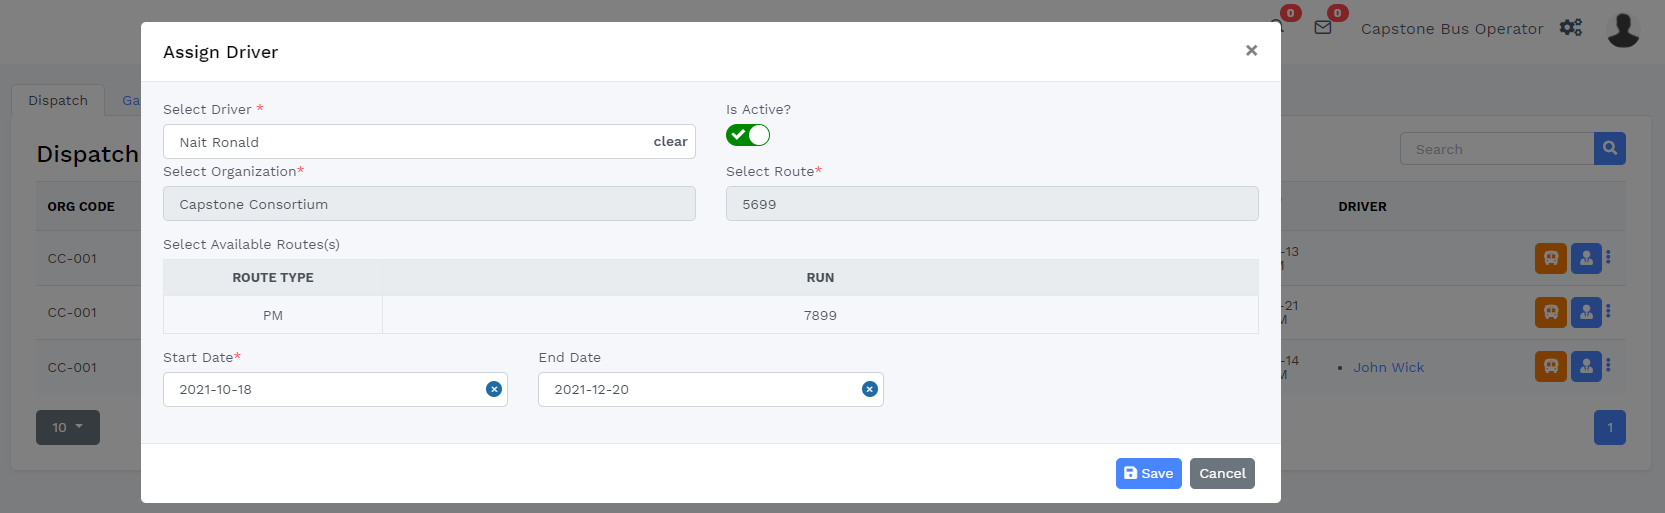 0 0 Capstone Bus Operator
Assign Driver ×
Dispatch Ga
Select Driver * Is Active?
Nait Ronald clear
Dispatch Search
Select Organization* Select Route*
Capstone Consortium 5699
ORG CODE DRIVER
Select Available Routes(s)
CC-001 -13
ROUTE TYPE RUN
PM 7899
CC-001 -21
Start Date* End Date
CC-001 -14 John Wick
2021-10-18 2021-12-20
10 1
Save Cancel